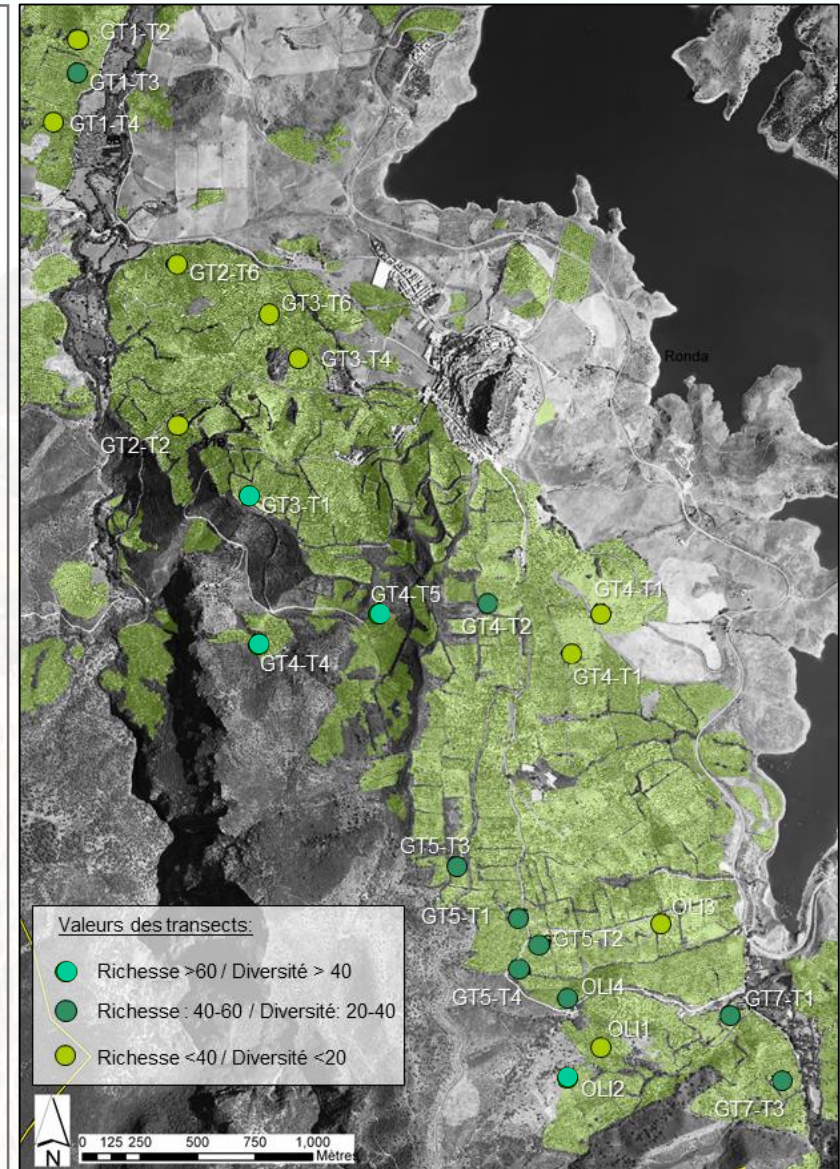 GT1-T2
GT1-T3
GT1-T4
GT2-T6
GT3-T6
Ronda
GT3-T4
GT2-T2
GT3-T1
GT4-T5
GT4-T1
GT4-T2
GT4-T4
GT4-T1
GT5-T3
GT5-T1
OLI3
GT5-T2
GT5-T4
OLI4
GT7-T1
OLI1
OLI2
GT7-T3
Valeurs des transects:
Richesse >60 / Diversité > 40
Richesse : 40-60 / Diversité: 20-40
Richesse <40 / Diversité <20
N
0 125 250 500 750 1,000
Mètres